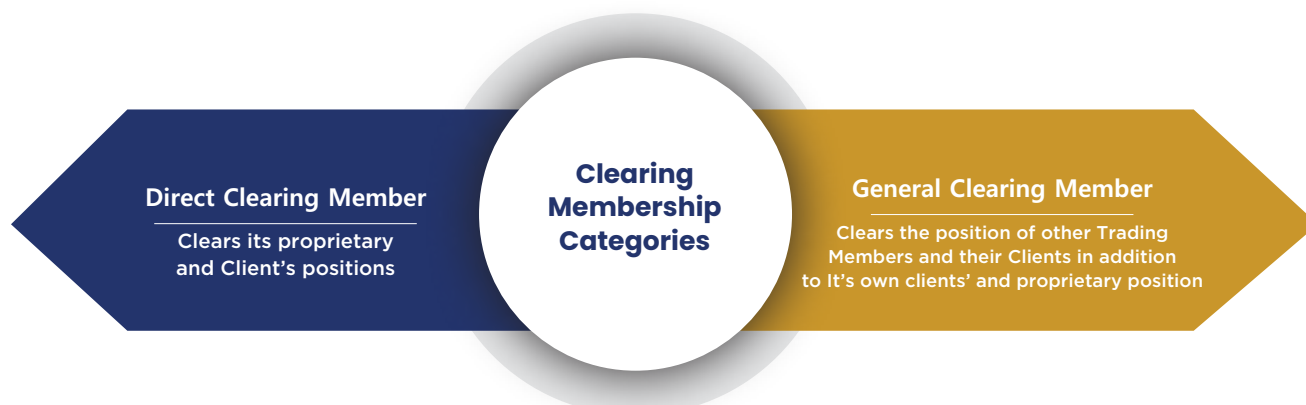 Direct Clearing Member
Clears its proprietary
and Client's positions
Clearing
Membership
Categories
General Clearing Member
Clears the position of other Trading
Members and their Clients in addition
to It's own clients' and proprietary position